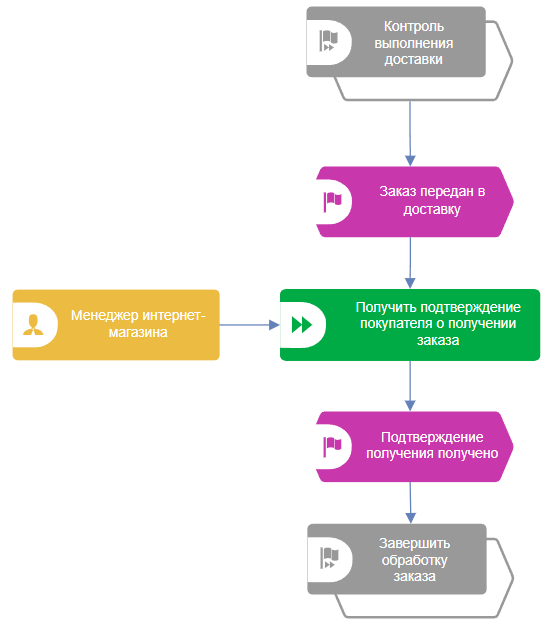 Контроль
выполнения
доставки
Заказ передан в
доставку
Менеджер интернет-
магазина
Получить подтверждение
покупателя о получении
заказа
Подтверждение
получения получено
Завершить
обработку
заказа